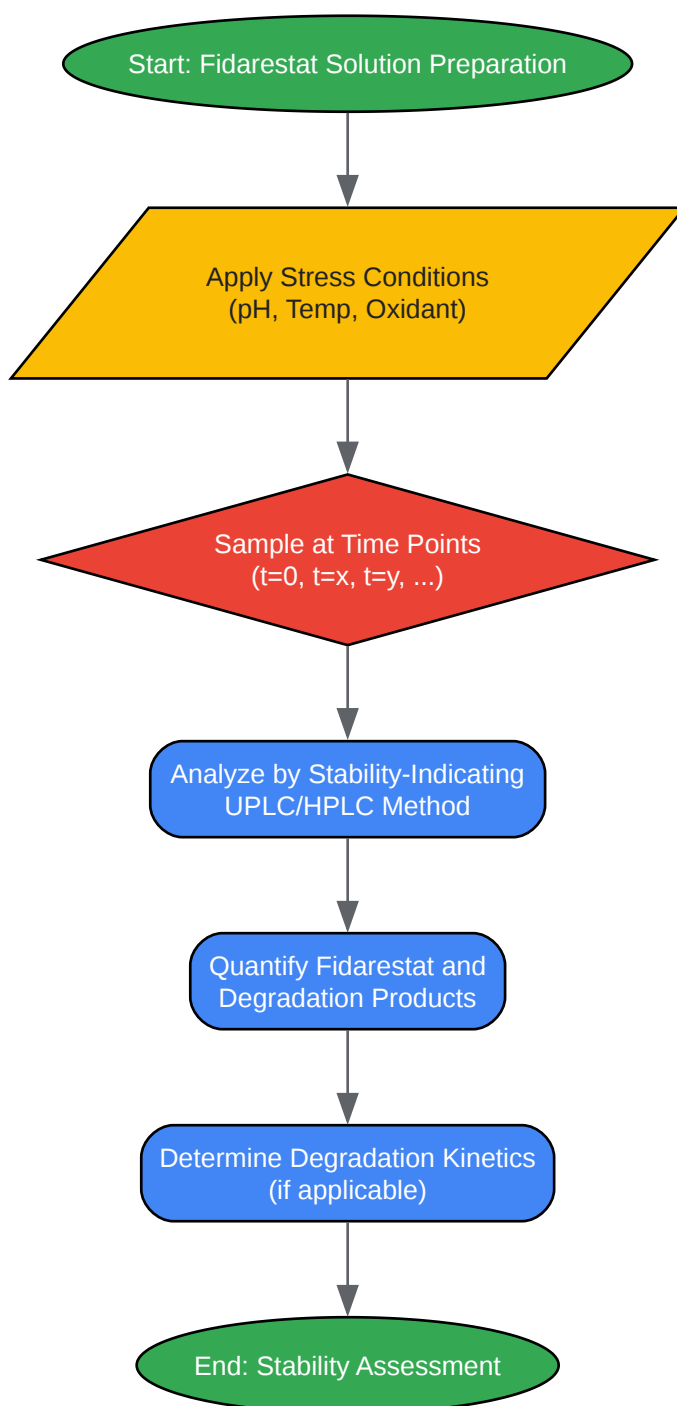 Start: Fidarestat Solution Preparation
Apply Stress Conditions
(pH, Temp, Oxidant)
Sample at Time Points
(t=0, t=x, t=y, ...)
Analyze by Stability-Indicating
UPLC/HPLC Method
Quantify Fidarestat and
Degradation Products
Determine Degradation Kinetics
(if applicable)
End: Stability Assessment